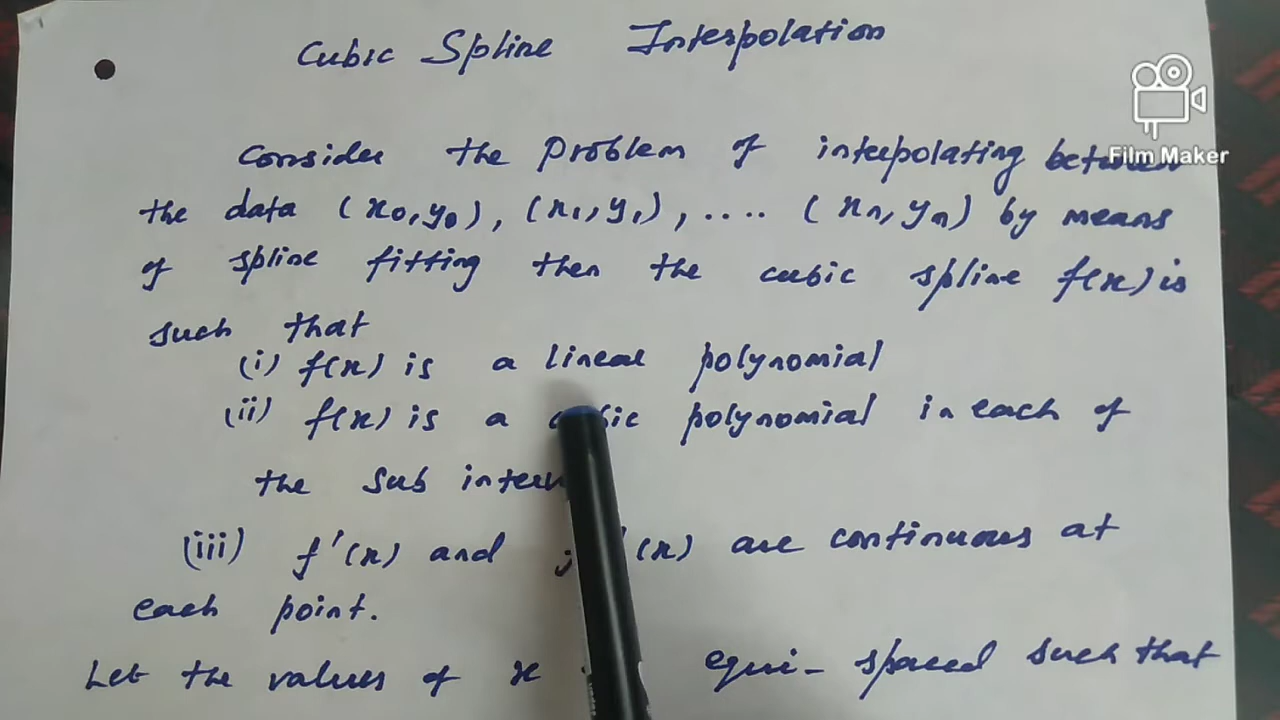 Cubic Spline Interpolation
Film Maker
Consider the problem of interpolating between
the data (x0,y0), (x1,y1), .... (xn,yn) by means
of spline fitting then the cubic spline f(x) is
such that
(i) f(x) is a linear polynomial
(ii) f(x) is a polynomial in each of
the sub
(iii) f'(x) and (x) are continuous at
each point.
Let the values of x equi- spaced such that